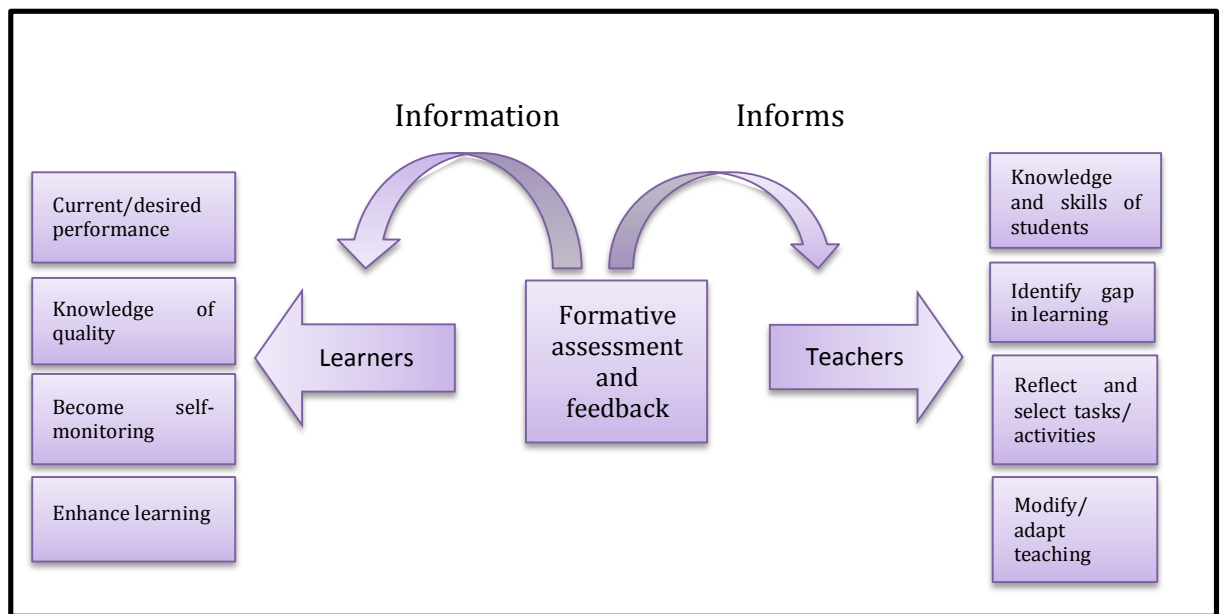 Information
Informs
Current/desired
performance
Knowledge of
quality
Become self-
monitoring
Enhance learning
Learners
Formative
assessment
and
feedback
Teachers
Knowledge
and skills of
students
Identify gap
in learning
Reflect and
select tasks/
activities
Modify/
adapt
teaching